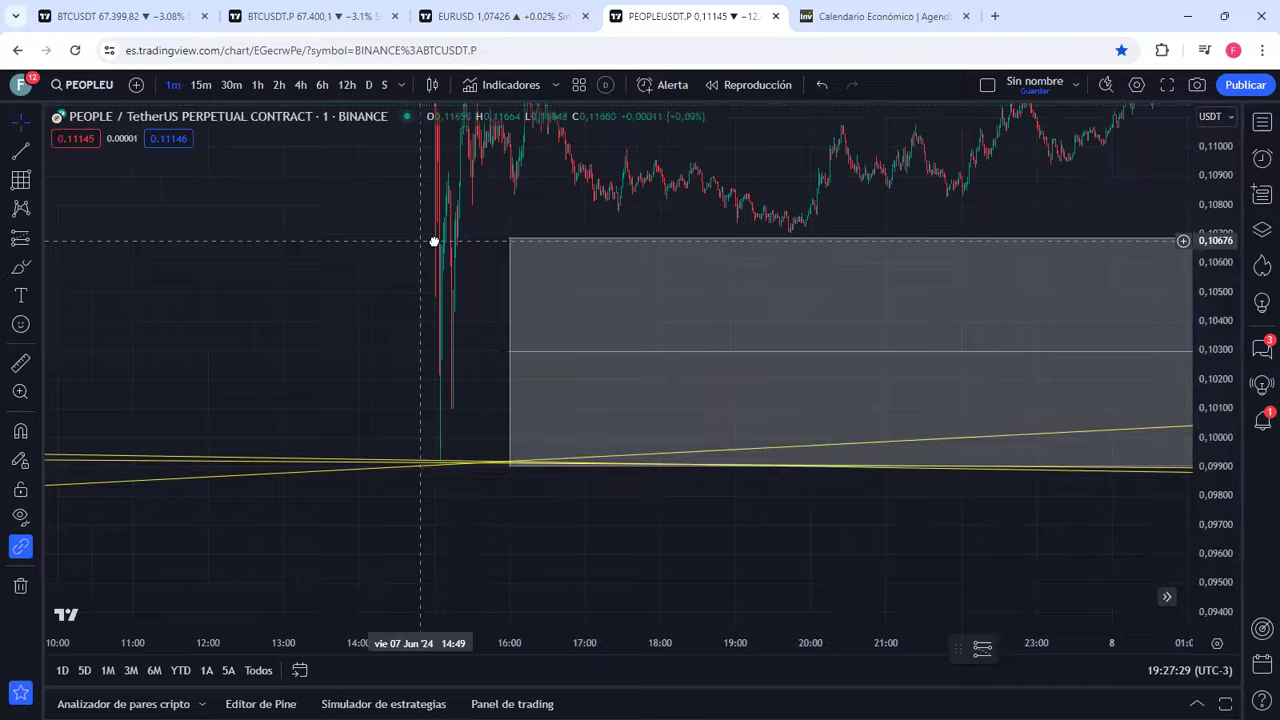 BTCUSDT 67.399,82 ▼ −3.08%
BTCUSDT.P 67.400,1 ▼ −3.1%
EURUSD 1,07426 ▲ +0.02%
PEOPLEUSDT.P 0,11145 ▼ −12.
Inv Calendario Económico | Agend
es.tradingview.com/chart/EGecrwPe/?symbol=BINANCE%3ABTCUSDT.P
F
F 12
PEOPLEU
1m 15m 30m 1h 2h 4h 6h 12h D S
Indicadores
Alerta
Reproducción
Sin nombre
Guardar
Publicar
PEOPLE / TetherUS PERPETUAL CONTRACT · 1 · BINANCE
C0,11660 +0,00011 (+0,09%)
USDT
0.11145 0.00001 0.11146
0,11000
0,10900
0,10800
0,10676
0,10600
0,10500
0,10400
0,10300
0,10200
0,10100
0,10000
0,09900
0,09800
0,09700
0,09600
0,09500
0,09400
3
1
10:00 11:00 12:00 13:00 vie 07 Jun '24 14:49 16:00 17:00 18:00 19:00 20:00 21:00 23:00 8
1D 5D 1M 3M 6M YTD 1A 5A Todos
19:27:29 (UTC-3)
Analizador de pares cripto
Editor de Pine
Simulador de estrategias
Panel de trading